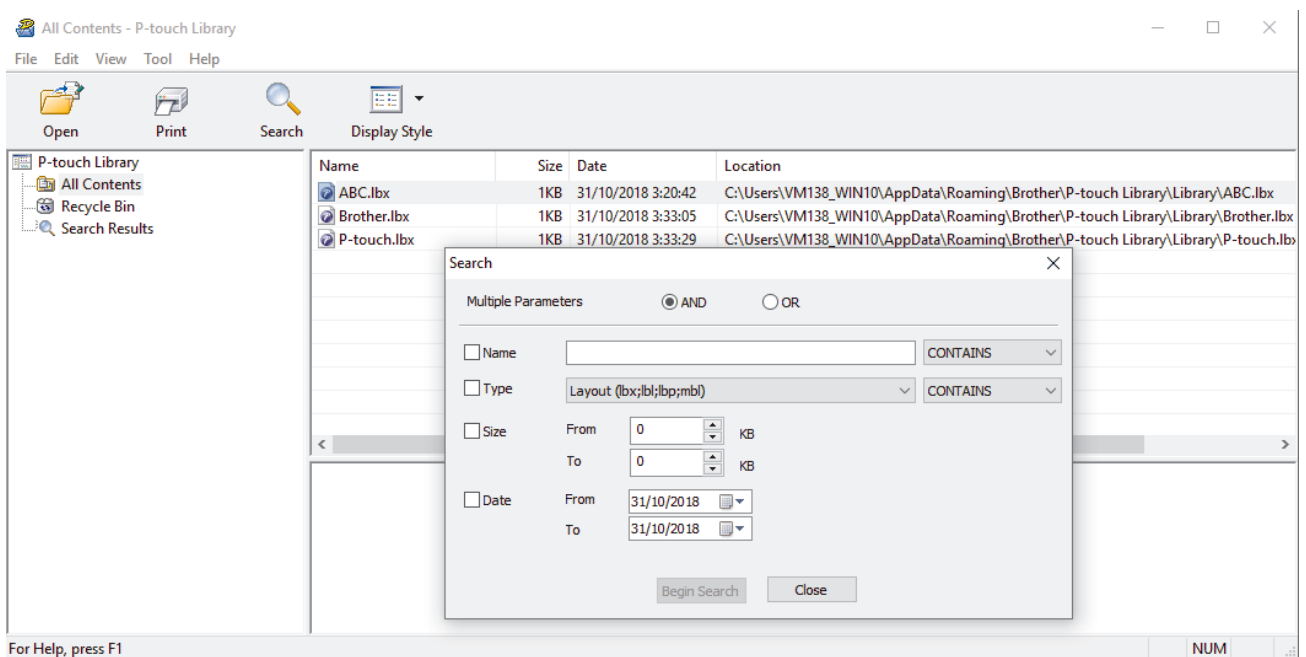 All Contents - P-touch Library
File Edit View Tool Help
Open Print Search Display Style
P-touch Library
All Contents
Recycle Bin
Search Results
Name Size Date Location
ABC.lbx 1KB 31/10/2018 3:20:42 C:\Users\VM138_WIN10\AppData\Roaming\Brother\P-touch Library\Library\ABC.lbx
Brother.lbx 1KB 31/10/2018 3:33:05 C:\Users\VM138_WIN10\AppData\Roaming\Brother\P-touch Library\Library\Brother.lbx
P-touch.lbx 1KB 31/10/2018 3:33:29 C:\Users\VM138_WIN10\AppData\Roaming\Brother\P-touch Library\Library\P-touch.lbx
Search
Multiple Parameters AND OR
Name CONTAINS
Type Layout (lbx;lbl;lbp;mbl) CONTAINS
Size From 0 KB
To 0 KB
Date From 31/10/2018
To 31/10/2018
Begin Search Close
For Help, press F1 NUM